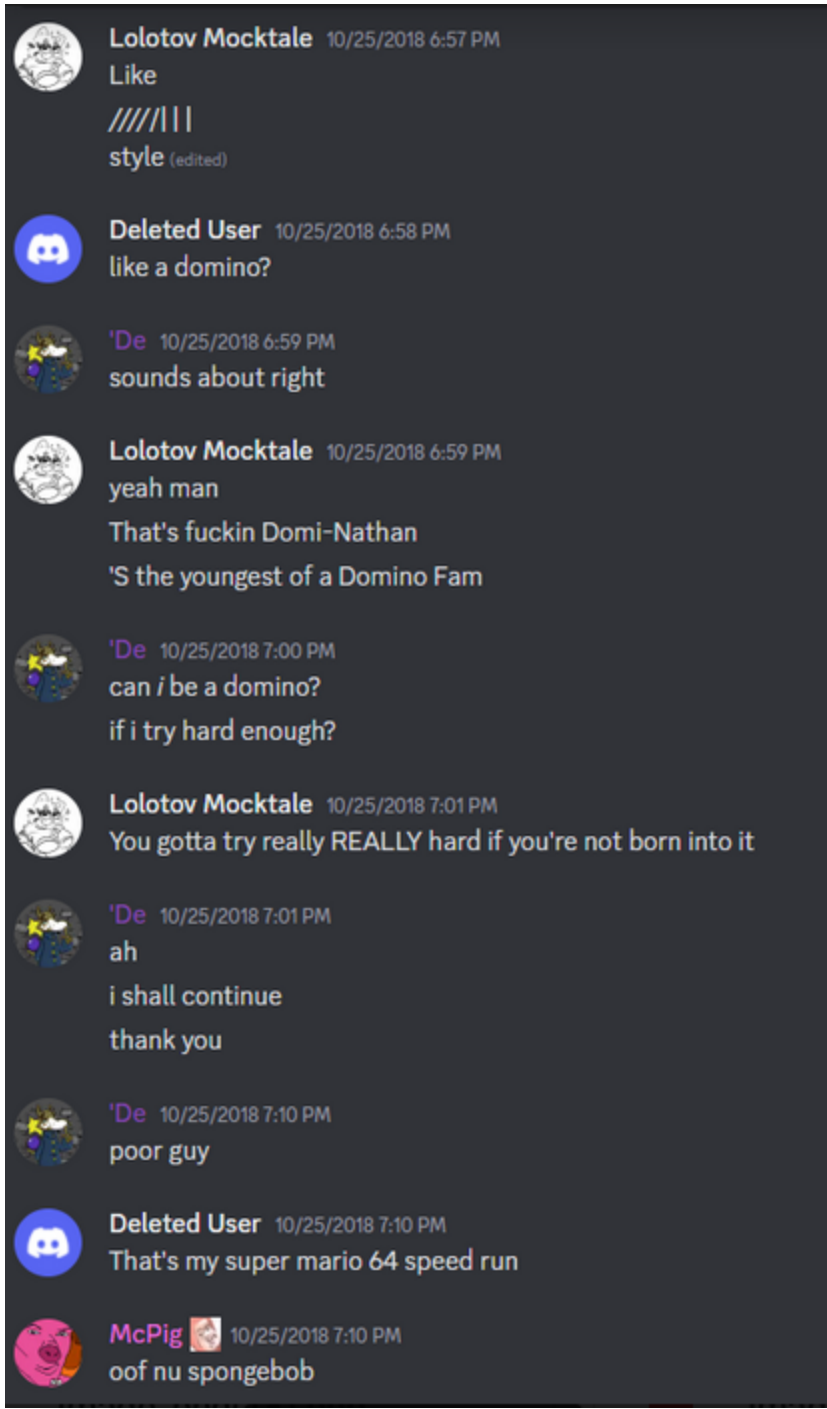 Lolotov Mocktale 10/25/2018 6:57 PM
Like
/////|||
style (edited)
Deleted User 10/25/2018 6:58 PM
like a domino?
'De 10/25/2018 6:59 PM
sounds about right
Lolotov Mocktale 10/25/2018 6:59 PM
yeah man
That's fuckin Domi-Nathan
'S the youngest of a Domino Fam
'De 10/25/2018 7:00 PM
can i be a domino?
if i try hard enough?
Lolotov Mocktale 10/25/2018 7:01 PM
You gotta try really REALLY hard if you're not born into it
'De 10/25/2018 7:01 PM
ah
i shall continue
thank you
'De 10/25/2018 7:10 PM
poor guy
Deleted User 10/25/2018 7:10 PM
That's my super mario 64 speed run
McPig 10/25/2018 7:10 PM
oof nu spongebob